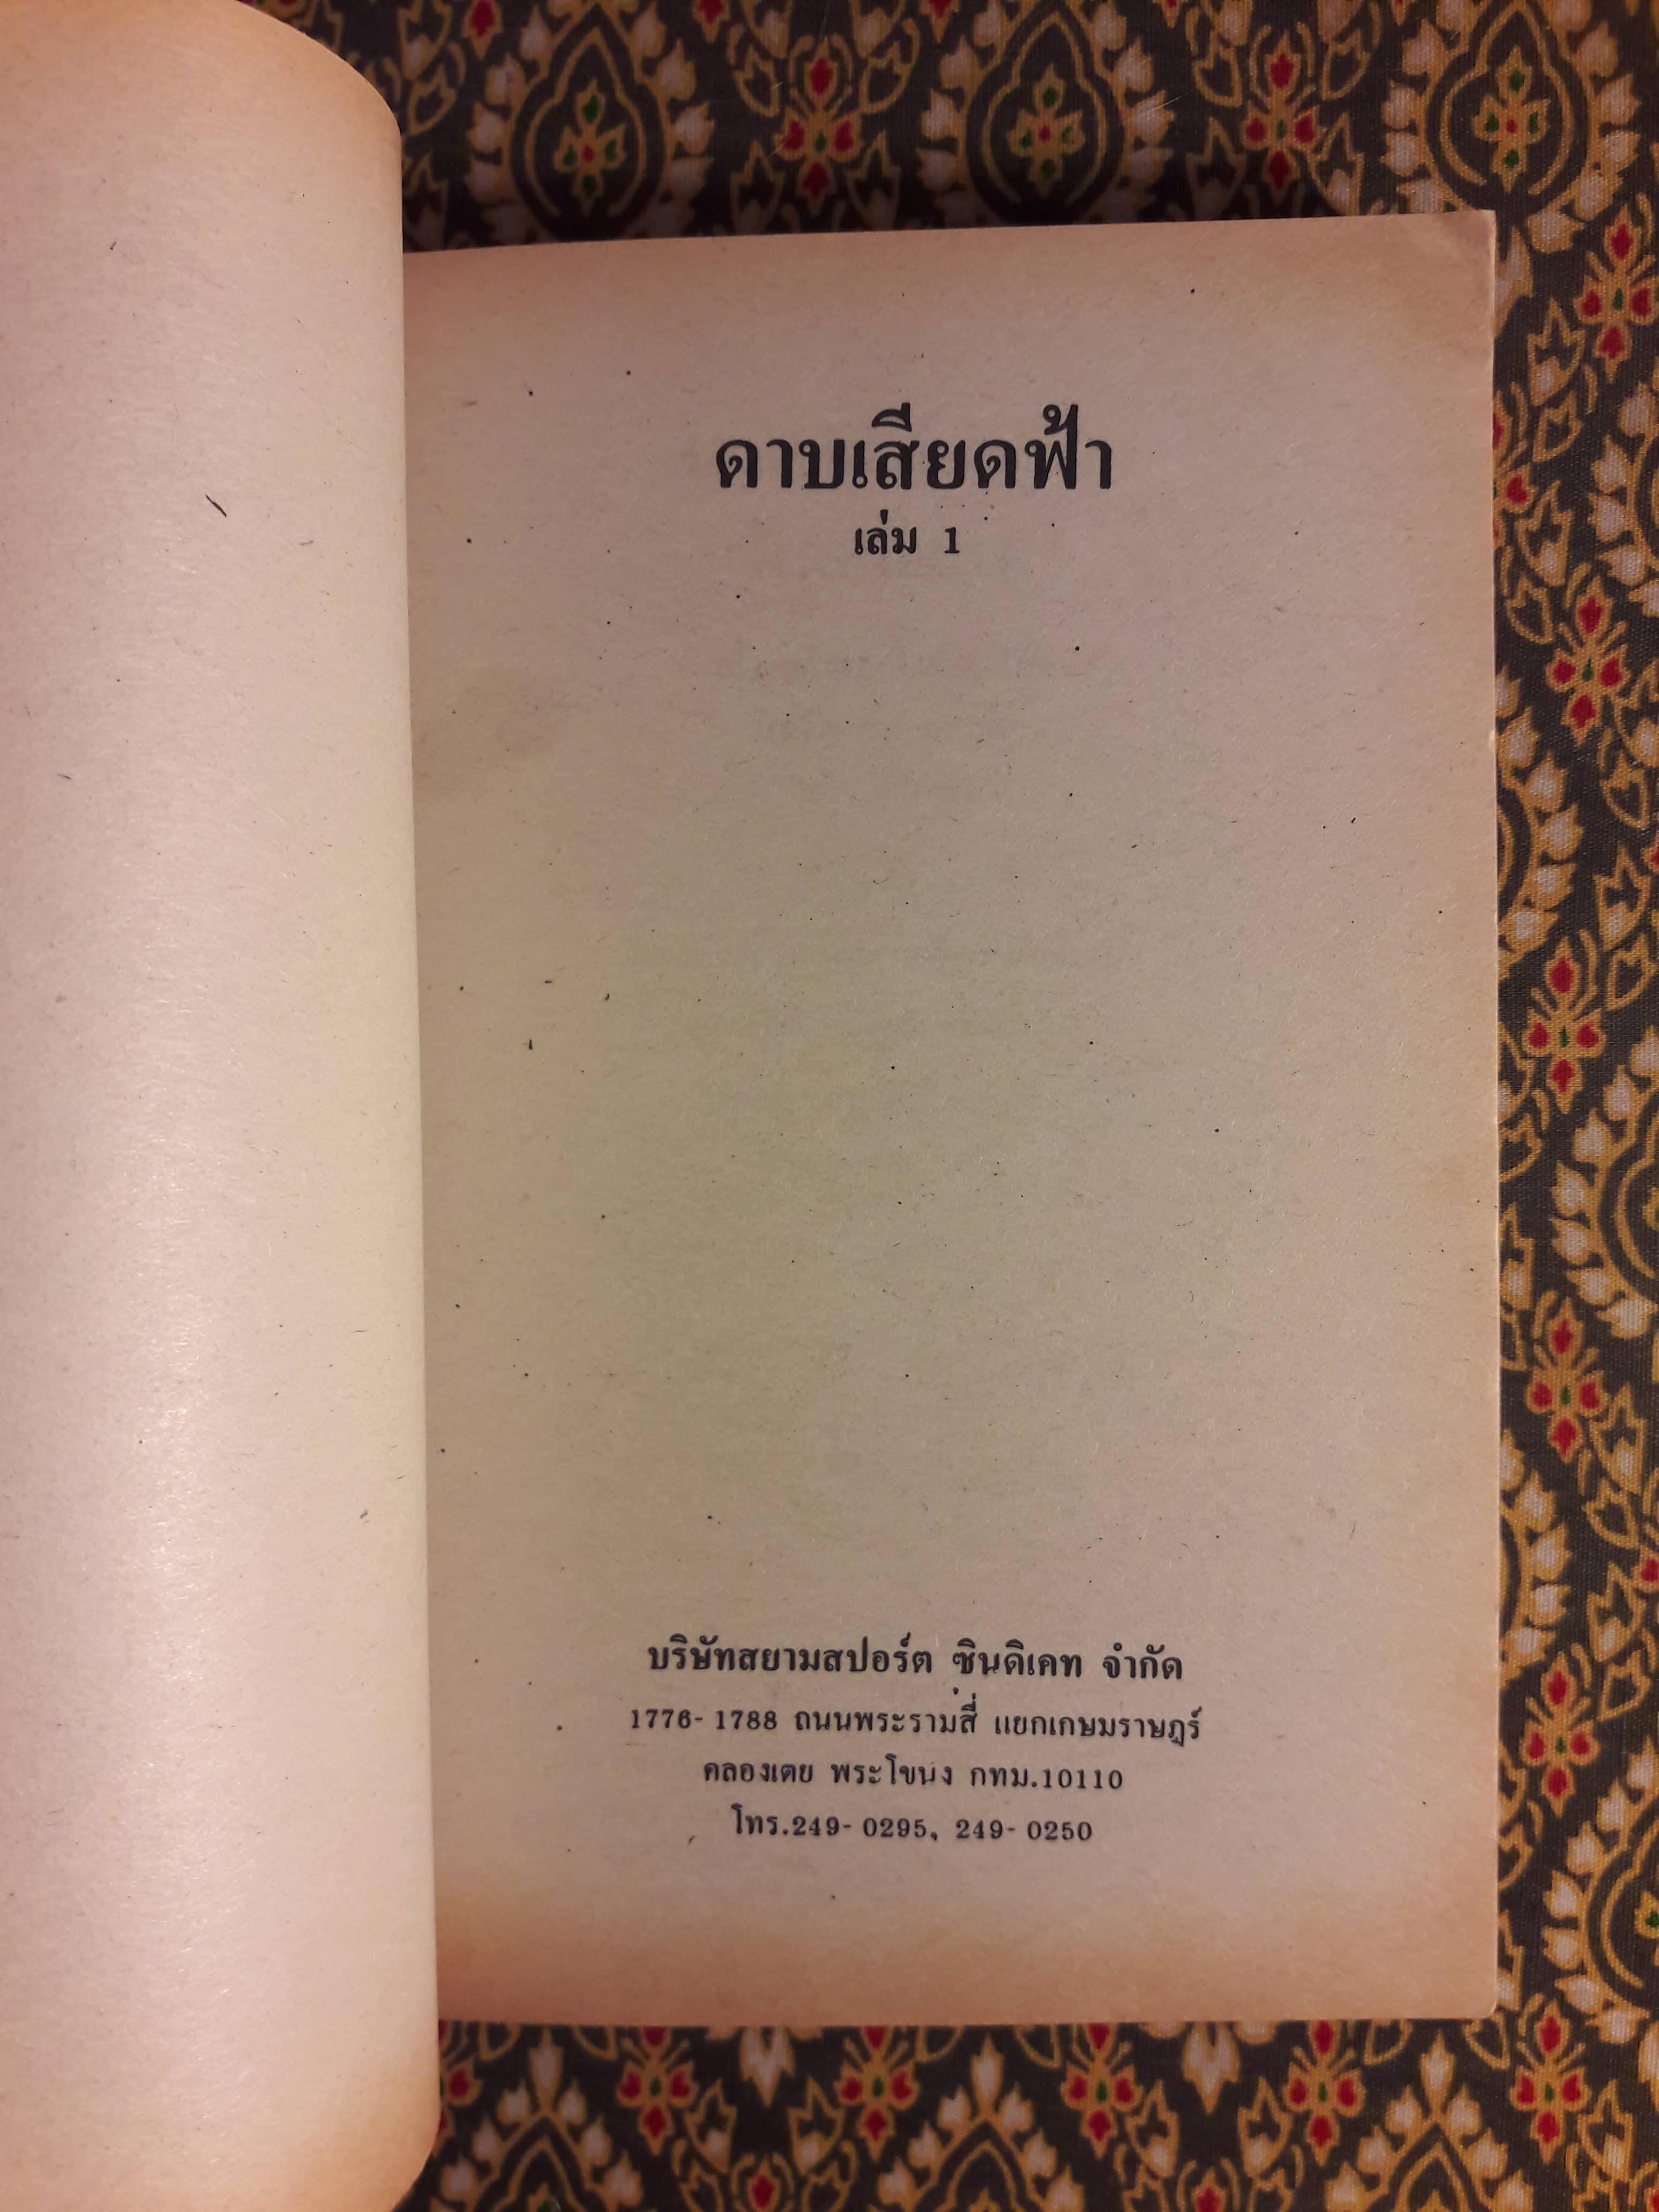 ดาบเสียดฟ้า
เล่ม 1
บริษัทสยามสปอร์ต ซินดิเคท จำกัด
1776- 1788 ถนนพระรามสี่ แยกเกษมราษฎร์
คลองเตย พระโขนง กทม.10110
โทร.249- 0295, 249- 0250